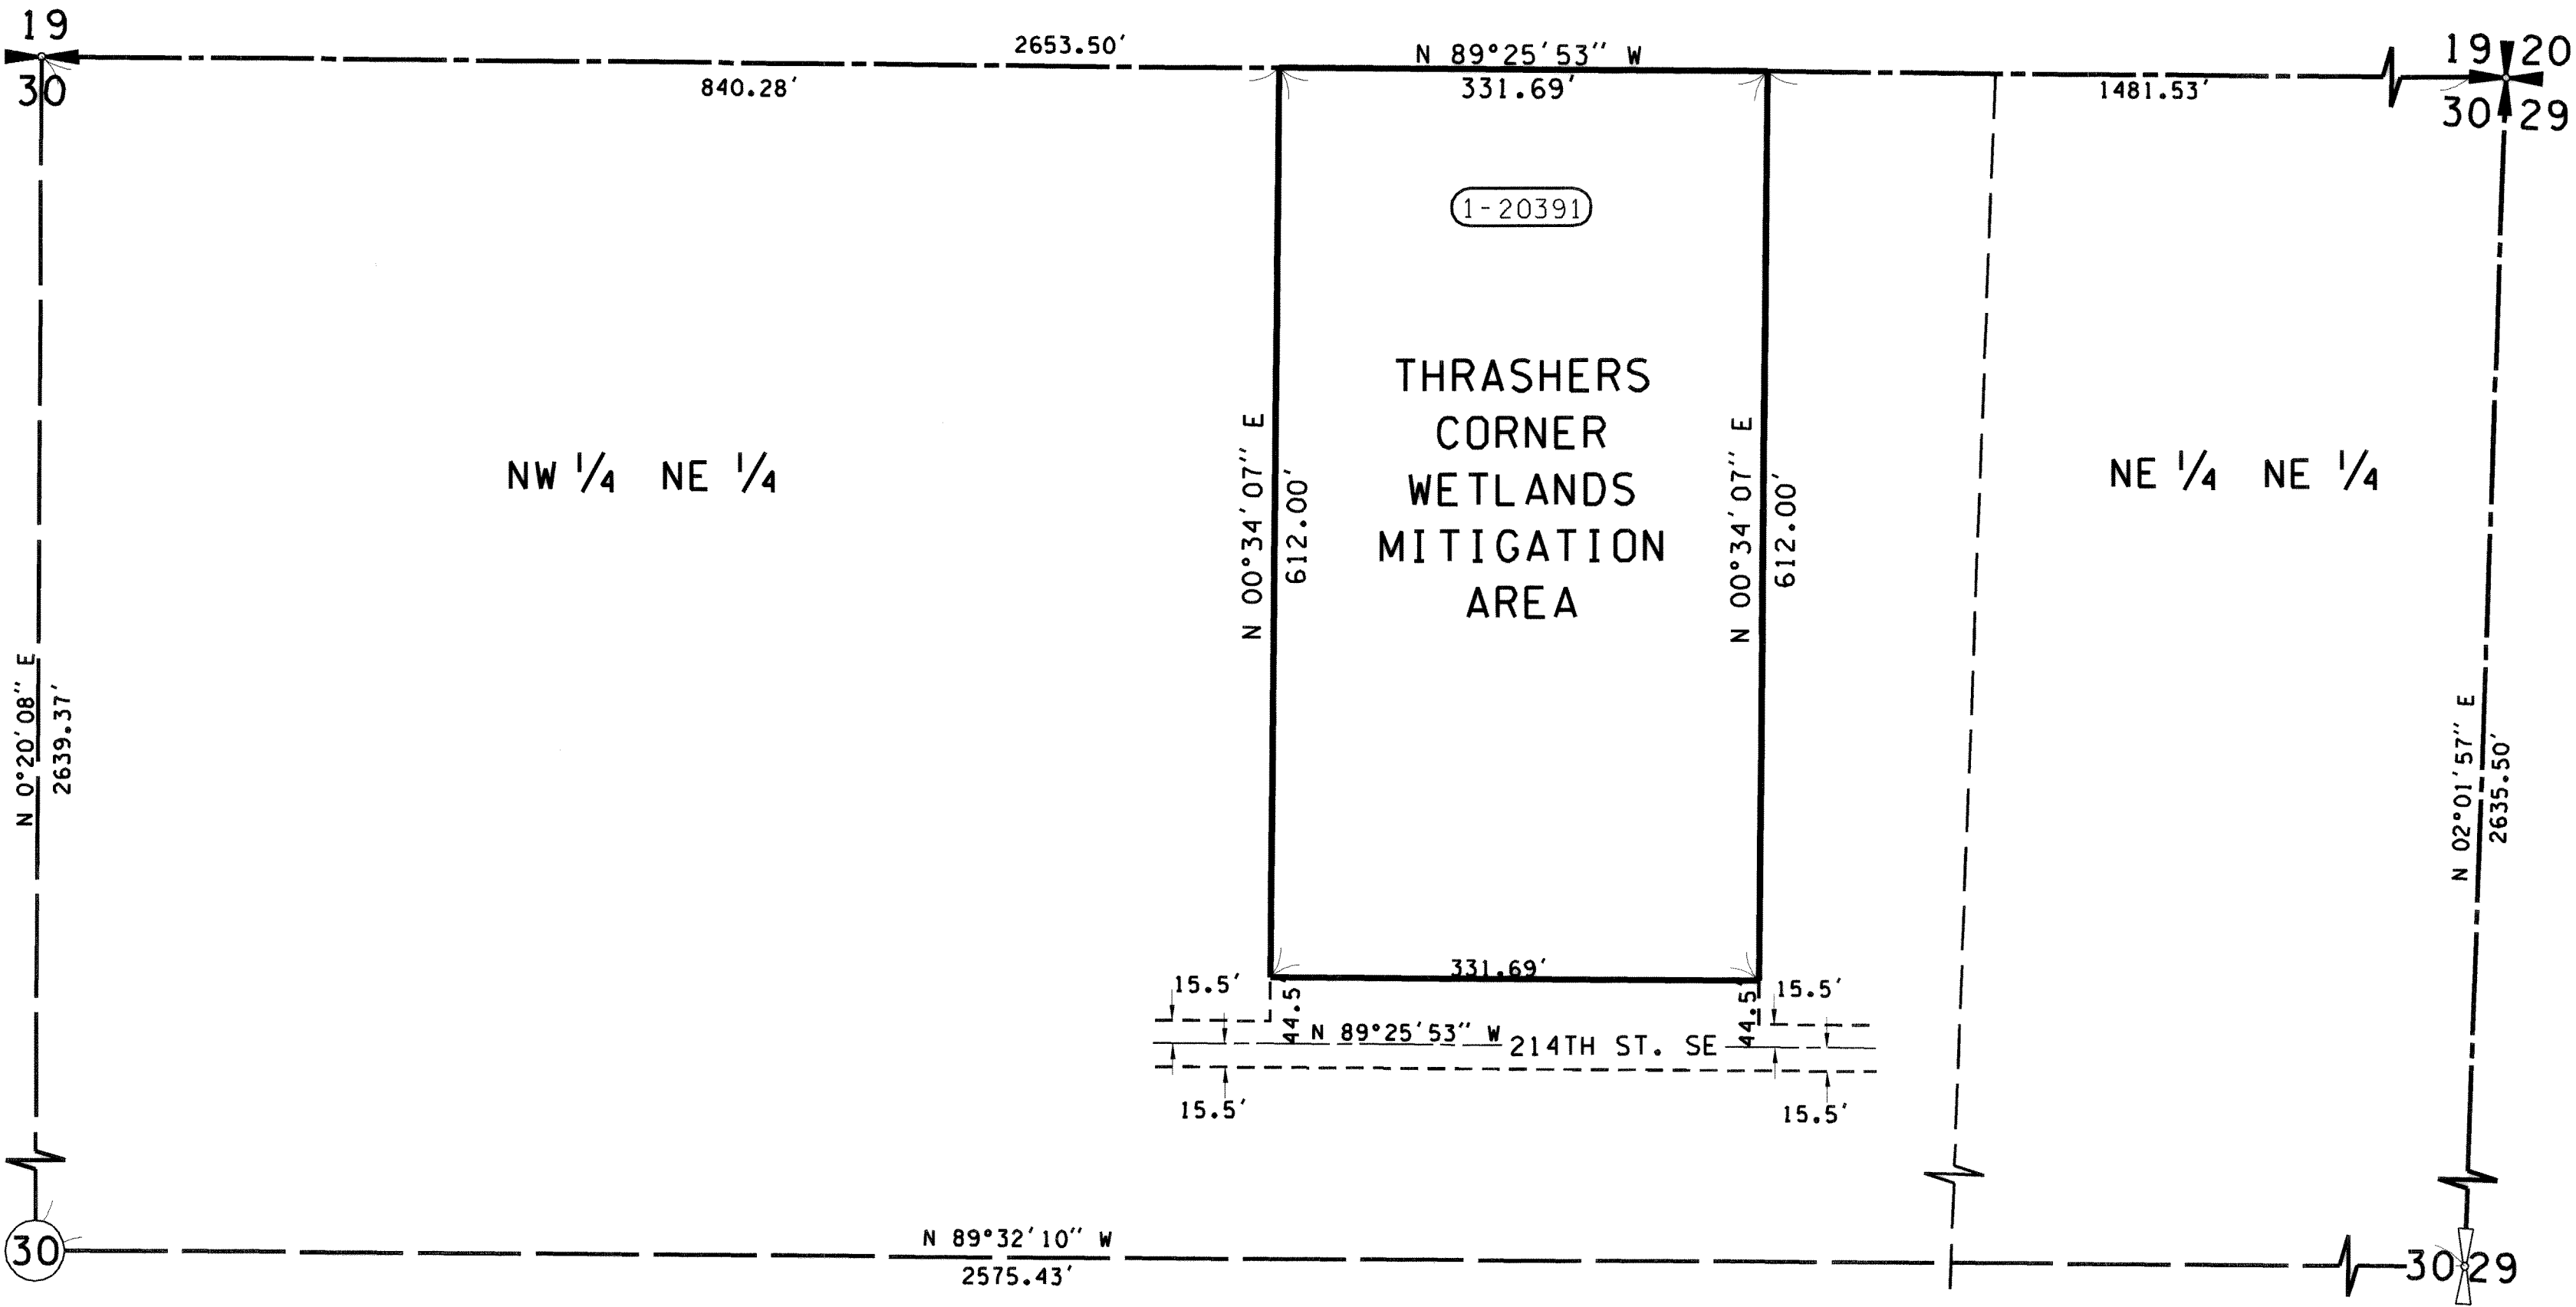 19
30
2653.50'
840.28'
N 89°25'53" W
331.69'
1481.53'
19 20
30 29
1-20391
THRASHERS
CORNER
WETLANDS
MITIGATION
AREA
NW 1/4 NE 1/4
NE 1/4 NE 1/4
N 00°34'07" E
612.00'
N 00°34'07" E
612.00'
N 0°20'08" E
2639.37'
N 02°01'57" E
2635.50'
331.69'
15.5'
44.5'
N 89°25'53" W
214TH ST. SE
44.5'
15.5'
15.5'
15.5'
30
N 89°32'10" W
2575.43'
30 29